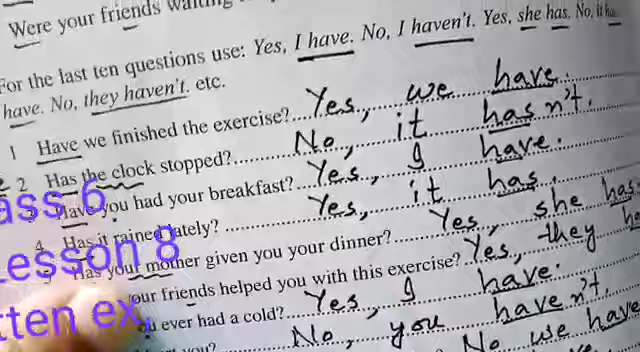 Were your friends waiting
For the last ten questions use: Yes, I have. No, I haven't. Yes, she has. No, it
have. No, they haven't. etc.
1 Have we finished the exercise? Yes, we have.
2 Has the clock stopped? No, it hasn't.
3 Have you had your breakfast? Yes, I have.
4 Has it rained lately? Yes, it has.
5 Has your mother given you your dinner? Yes, she has
your friends helped you with this exercise? Yes, they
ever had a cold? Yes, I have.
you? No, you haven't.
No we have
ass 6
esson 8
tten ex